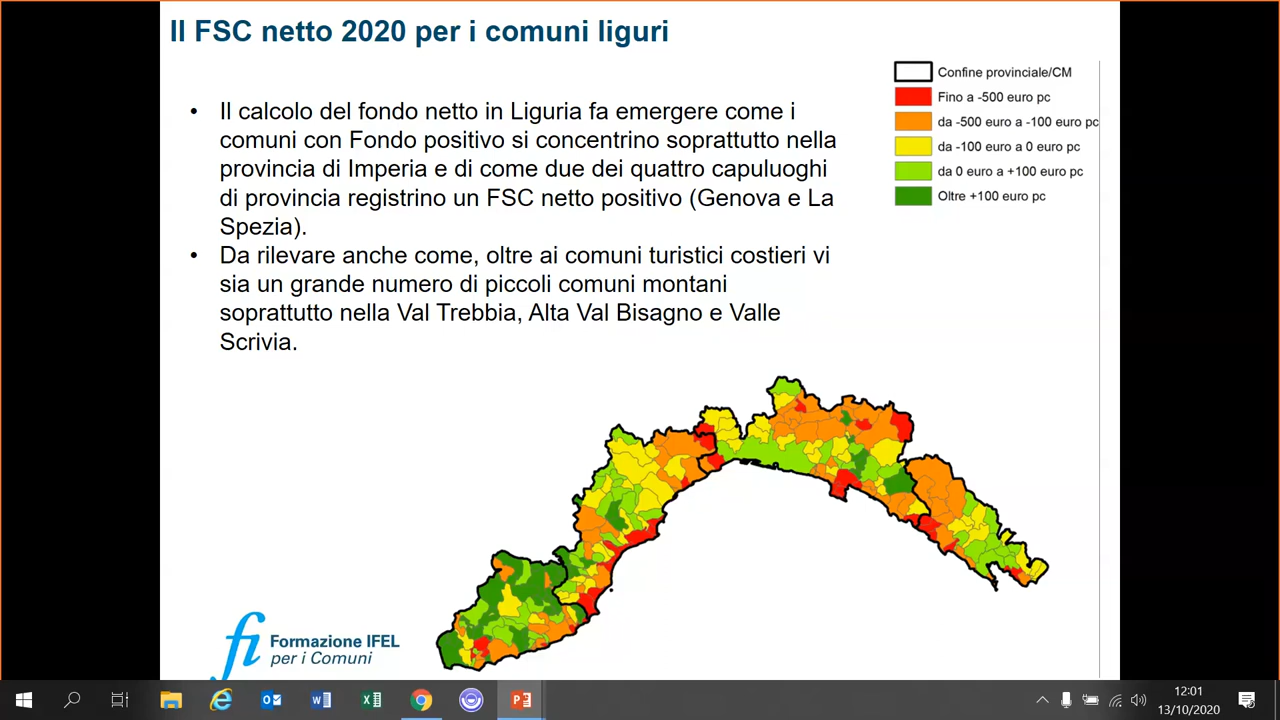 Il FSC netto 2020 per i comuni liguri
Confine provinciale/CM
Fino a -500 euro pc
da -500 euro a -100 euro pc
da -100 euro a 0 euro pc
da 0 euro a +100 euro pc
Oltre +100 euro pc
• Il calcolo del fondo netto in Liguria fa emergere come i
comuni con Fondo positivo si concentrino soprattutto nella
provincia di Imperia e di come due dei quattro capuluoghi
di provincia registrino un FSC netto positivo (Genova e La
Spezia).
• Da rilevare anche come, oltre ai comuni turistici costieri vi
sia un grande numero di piccoli comuni montani
soprattutto nella Val Trebbia, Alta Val Bisagno e Valle
Scrivia.
fi
Formazione IFEL
per i Comuni
12:01
13/10/2020